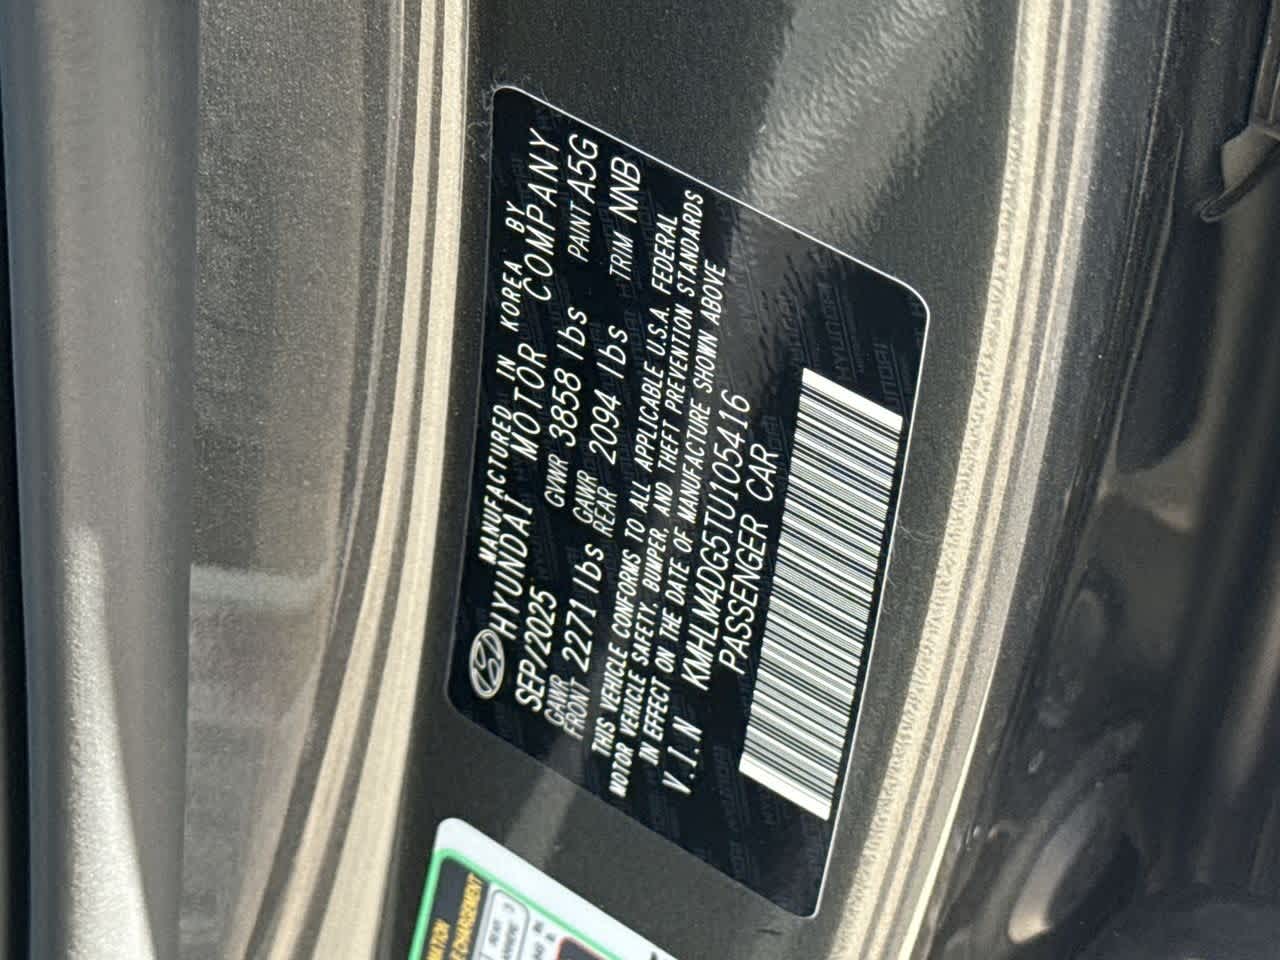 MANUFACTURED IN KOREA BY
HYUNDAI MOTOR COMPANY
SEP/2025 GVWR 3858 lbs PAINT A5G
GAWR FRONT 2271 lbs GAWR REAR 2094 lbs TRIM NNB
THIS VEHICLE CONFORMS TO ALL APPLICABLE U.S.A. FEDERAL
MOTOR VEHICLE SAFETY, BUMPER, AND THEFT PREVENTION STANDARDS
IN EFFECT ON THE DATE OF MANUFACTURE SHOWN ABOVE
V.I.N KMHLM4DG5TU105416
PASSENGER CAR